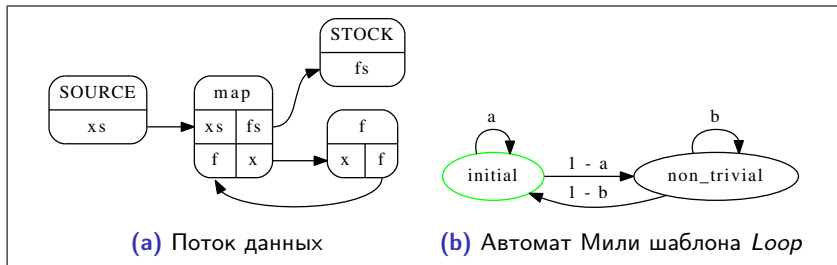 STOCK
fs
SOURCE
xs
map
xs fs
f x
f
x f
a
b
initial
1 - a
non_trivial
1 - b
(a) Поток данных
(b) Автомат Мили шаблона Loop